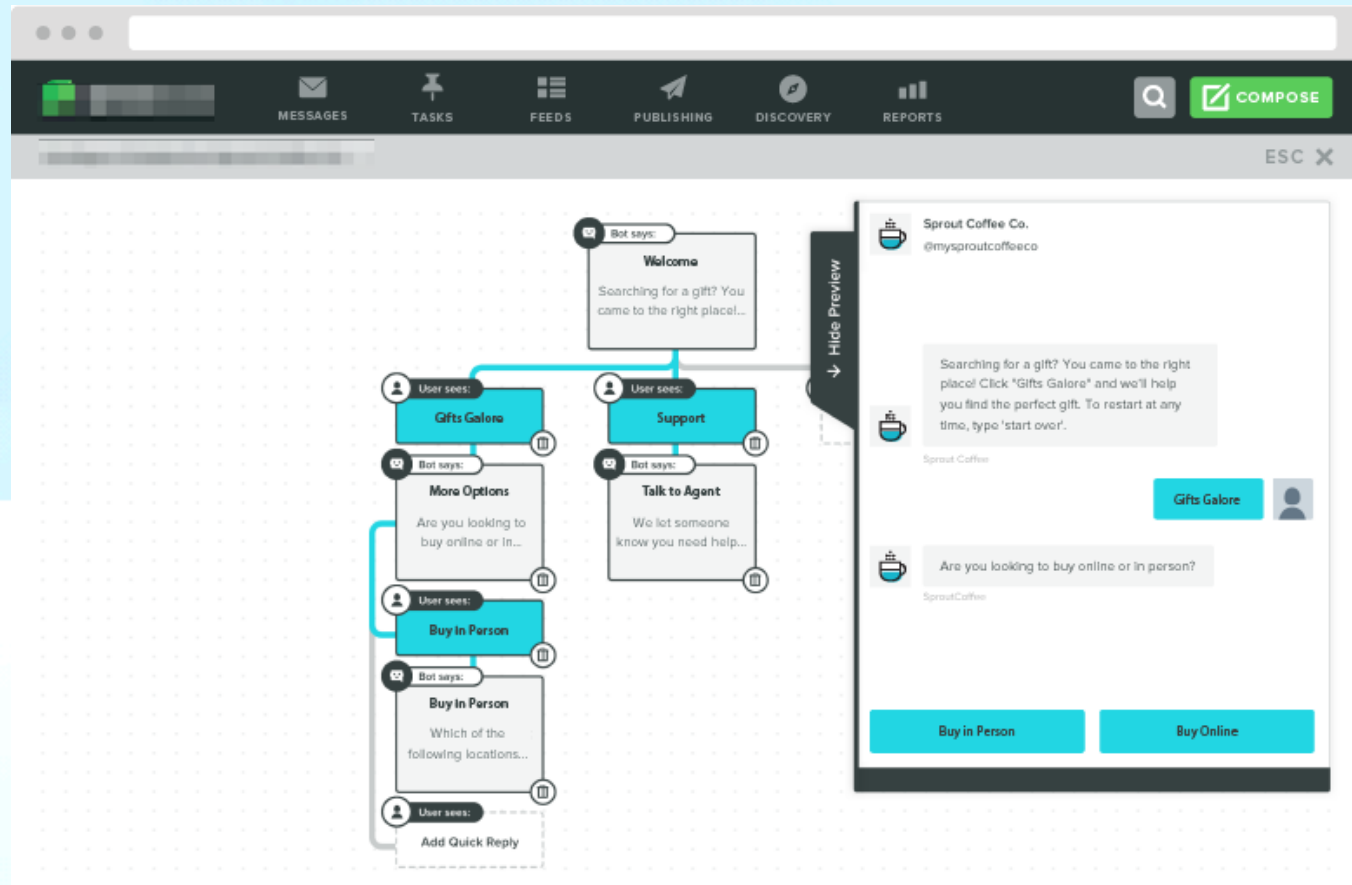 MESSAGES
TASKS
FEEDS
PUBLISHING
DISCOVERY
REPORTS
COMPOSE
ESC
Bot says:
Welcome
Searching for a gift? You
came to the right place!...
User sees:
Gifts Galore
Bot says:
More Options
Are you looking to
buy online or in...
User sees:
Buy in Person
Bot says:
Buy in Person
Which of the
following locations...
User sees:
Add Quick Reply
User sees:
Support
Bot says:
Talk to Agent
We let someone
know you need help...
Hide Preview
Sprout Coffee Co.
@mysproutcoffeeco
Searching for a gift? You came to the right
place! Click "Gifts Galore" and we'll help
you find the perfect gift. To restart at any
time, type 'start over'.
Sprout Coffee
Gifts Galore
Are you looking to buy online or in person?
SproutCoffee
Buy in Person
Buy Online